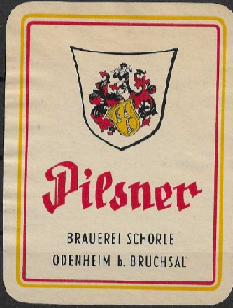 Pilsner
BRAUEREI SCHORLE
ODENHEIM b. BRUCHSAL